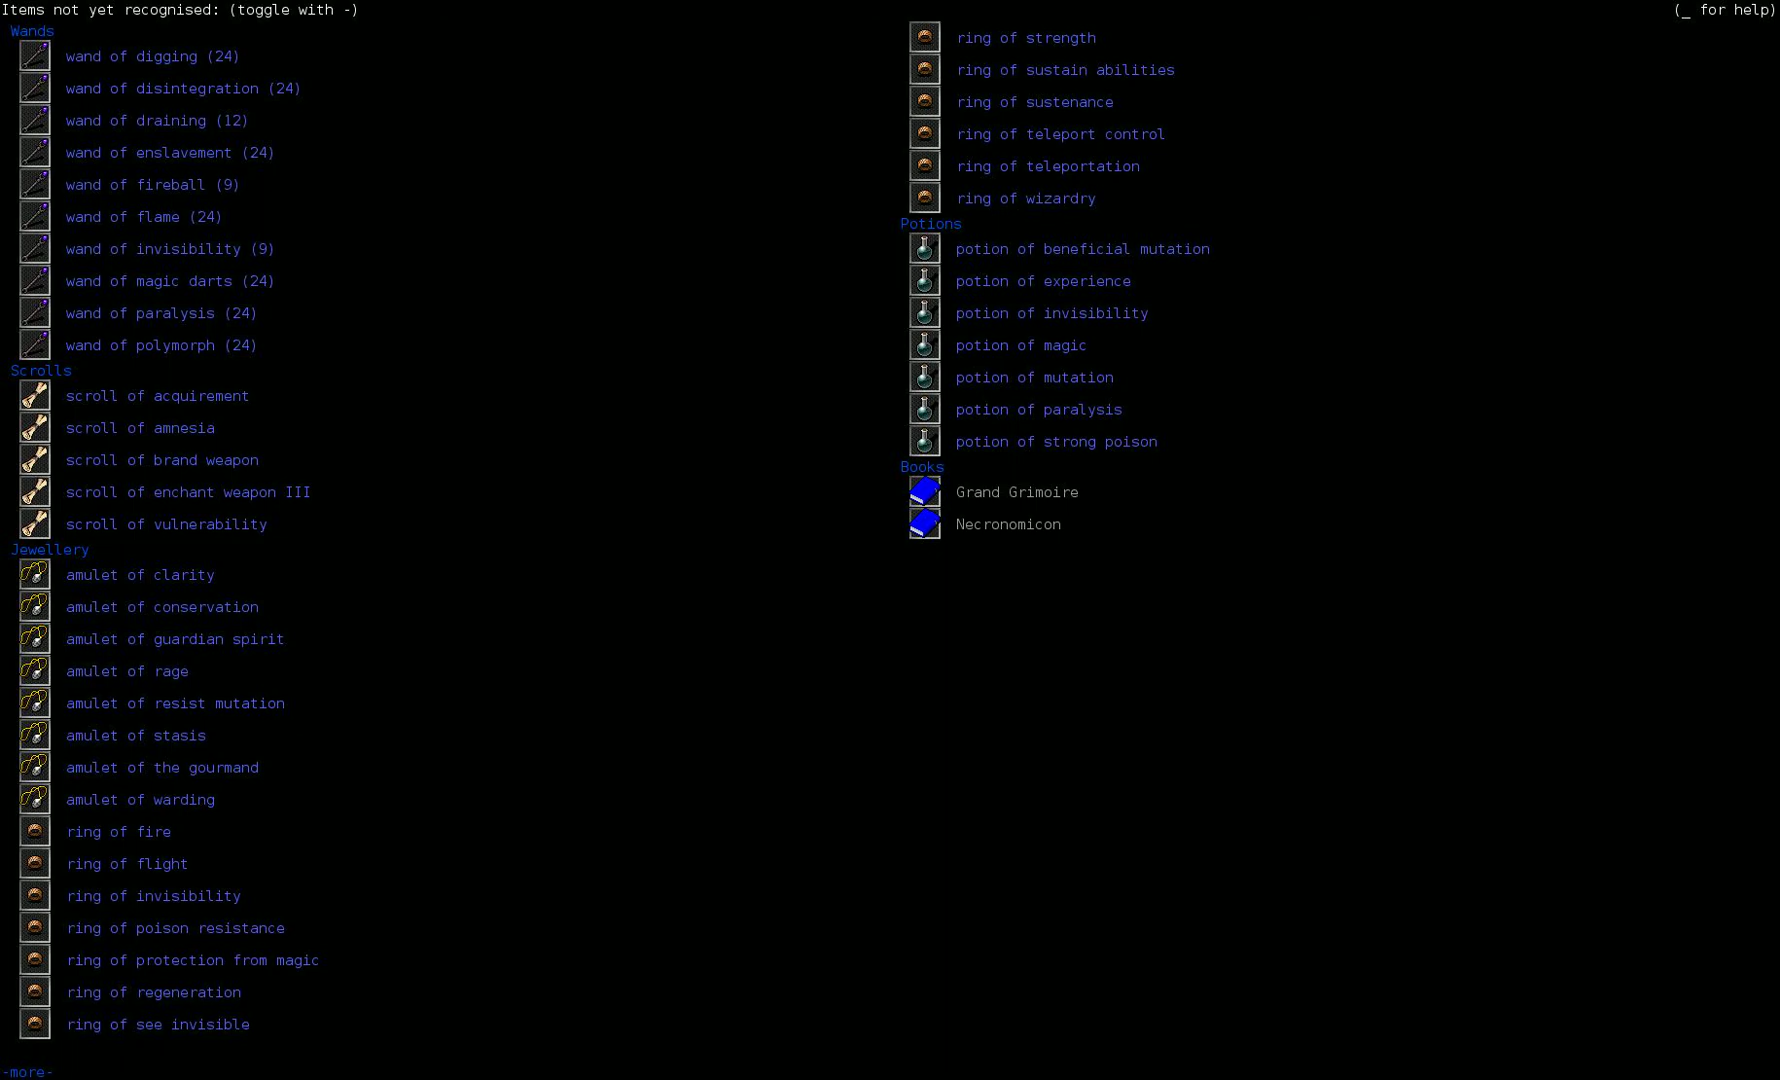 Items not yet recognised: (toggle with -)
(_ for help)
Wands
wand of digging (24)
wand of disintegration (24)
wand of draining (12)
wand of enslavement (24)
wand of fireball (9)
wand of flame (24)
wand of invisibility (9)
wand of magic darts (24)
wand of paralysis (24)
wand of polymorph (24)
Scrolls
scroll of acquirement
scroll of amnesia
scroll of brand weapon
scroll of enchant weapon III
scroll of vulnerability
Jewellery
amulet of clarity
amulet of conservation
amulet of guardian spirit
amulet of rage
amulet of resist mutation
amulet of stasis
amulet of the gourmand
amulet of warding
ring of fire
ring of flight
ring of invisibility
ring of poison resistance
ring of protection from magic
ring of regeneration
ring of see invisible
ring of strength
ring of sustain abilities
ring of sustenance
ring of teleport control
ring of teleportation
ring of wizardry
Potions
potion of beneficial mutation
potion of experience
potion of invisibility
potion of magic
potion of mutation
potion of paralysis
potion of strong poison
Books
Grand Grimoire
Necronomicon
-more-